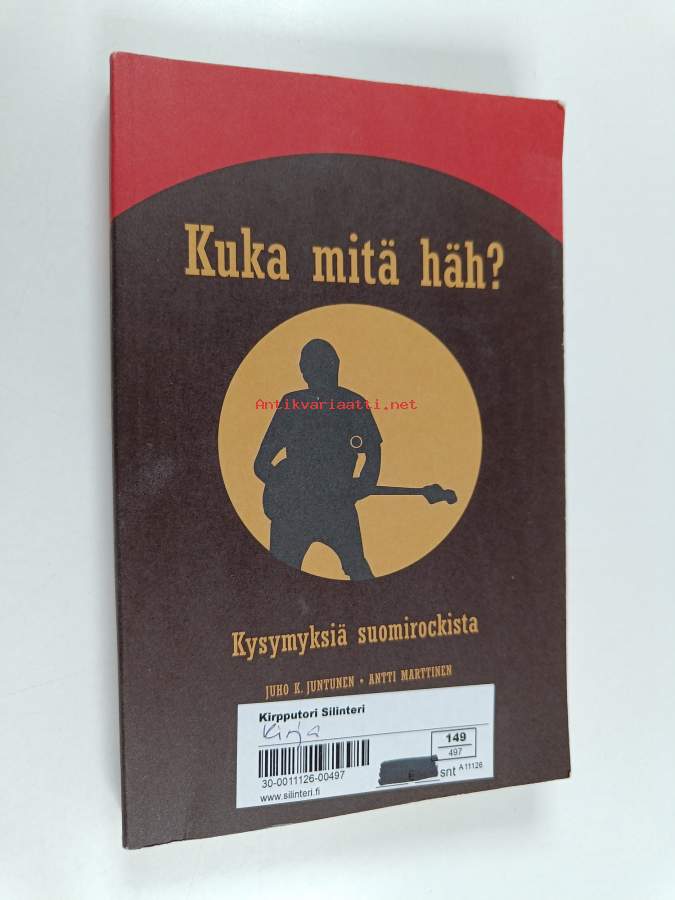 Kuka mitä häh?
Antikvariaatti.net
Kysymyksiä suomirockista
JUHO K. JUNTUNEN • ANTTI MARTTINEN
Kirpputori Silinteri
Kirja
149
497
30-0011126-00497
€ snt A11126
www.silinteri.fi